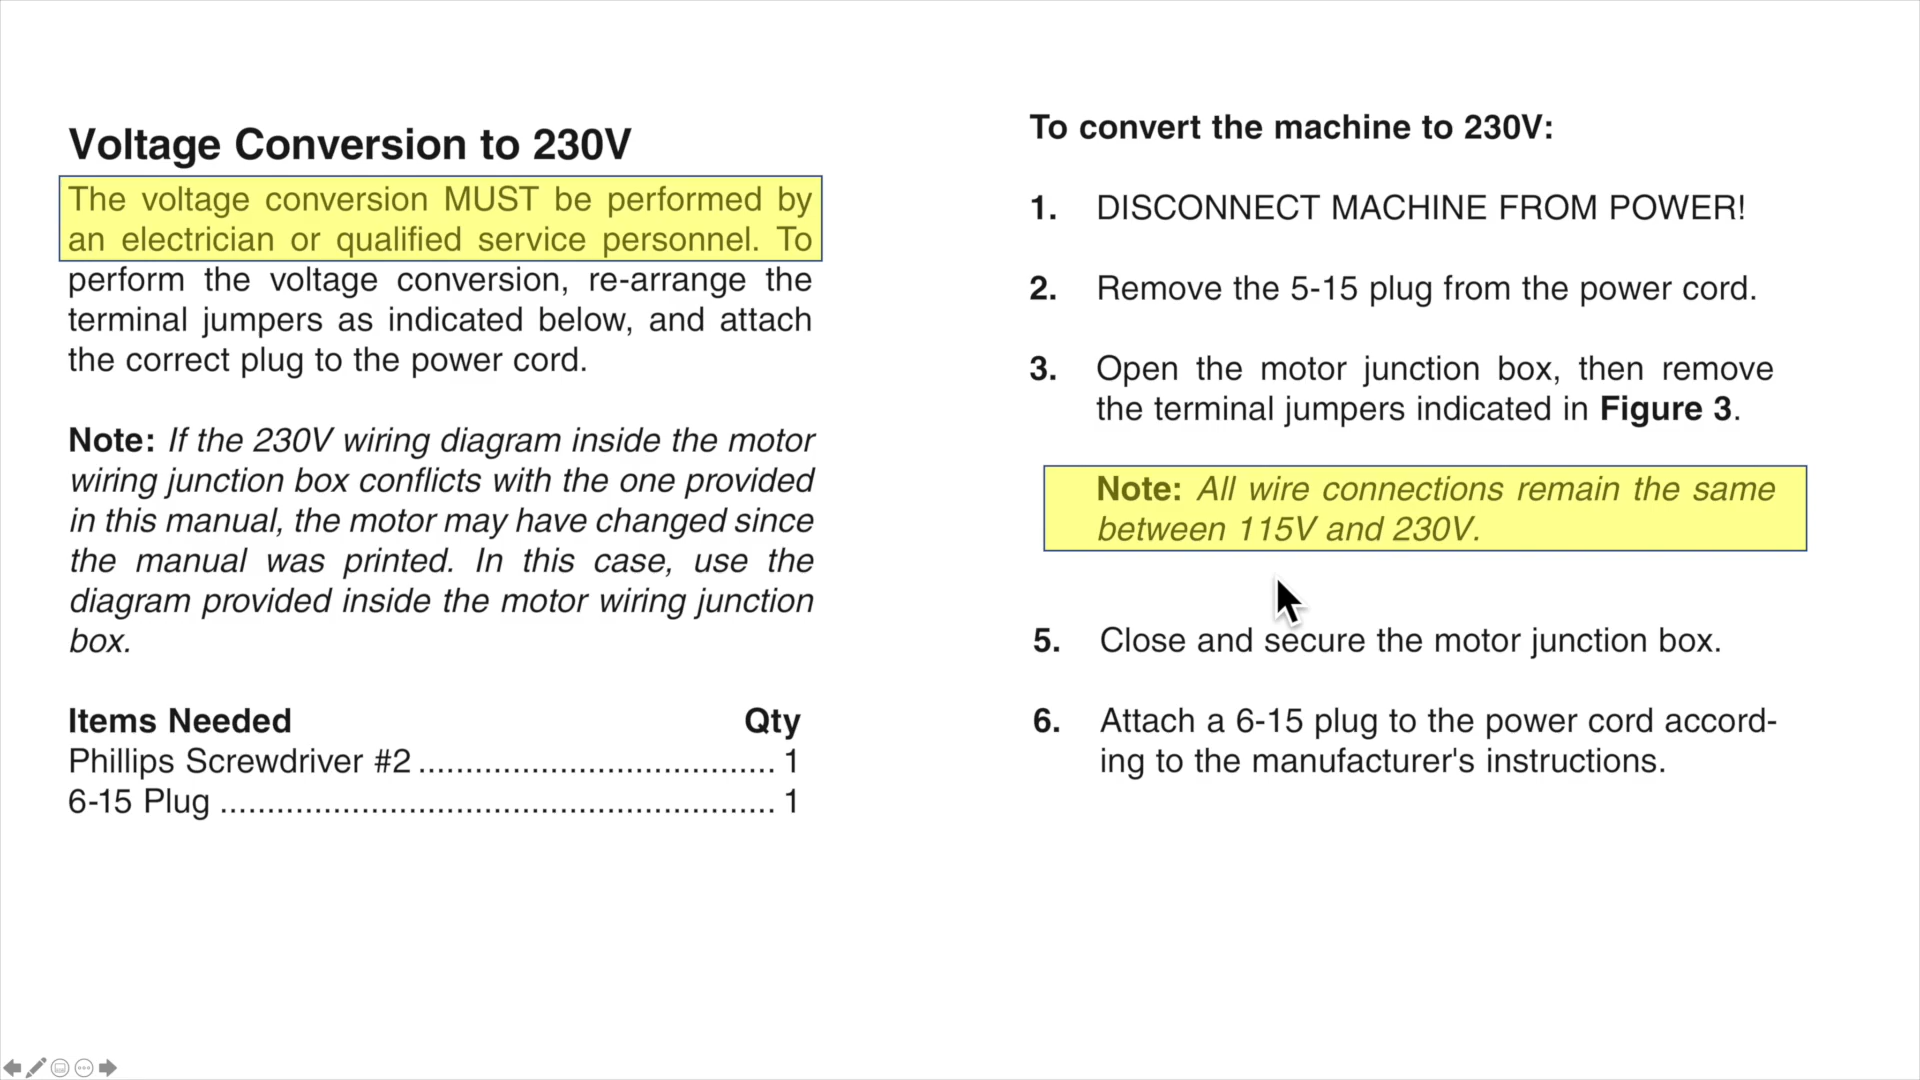 Voltage Conversion to 230V
The voltage conversion MUST be performed by
an electrician or qualified service personnel. To
perform the voltage conversion, re-arrange the
terminal jumpers as indicated below, and attach
the correct plug to the power cord.
Note: If the 230V wiring diagram inside the motor
wiring junction box conflicts with the one provided
in this manual, the motor may have changed since
the manual was printed. In this case, use the
diagram provided inside the motor wiring junction
box.
Items Needed Qty
Phillips Screwdriver #2 ...................................... 1
6-15 Plug ........................................................... 1
To convert the machine to 230V:
1. DISCONNECT MACHINE FROM POWER!
2. Remove the 5-15 plug from the power cord.
3. Open the motor junction box, then remove
the terminal jumpers indicated in Figure 3.
Note: All wire connections remain the same
between 115V and 230V.
5. Close and secure the motor junction box.
6. Attach a 6-15 plug to the power cord accord-
ing to the manufacturer's instructions.